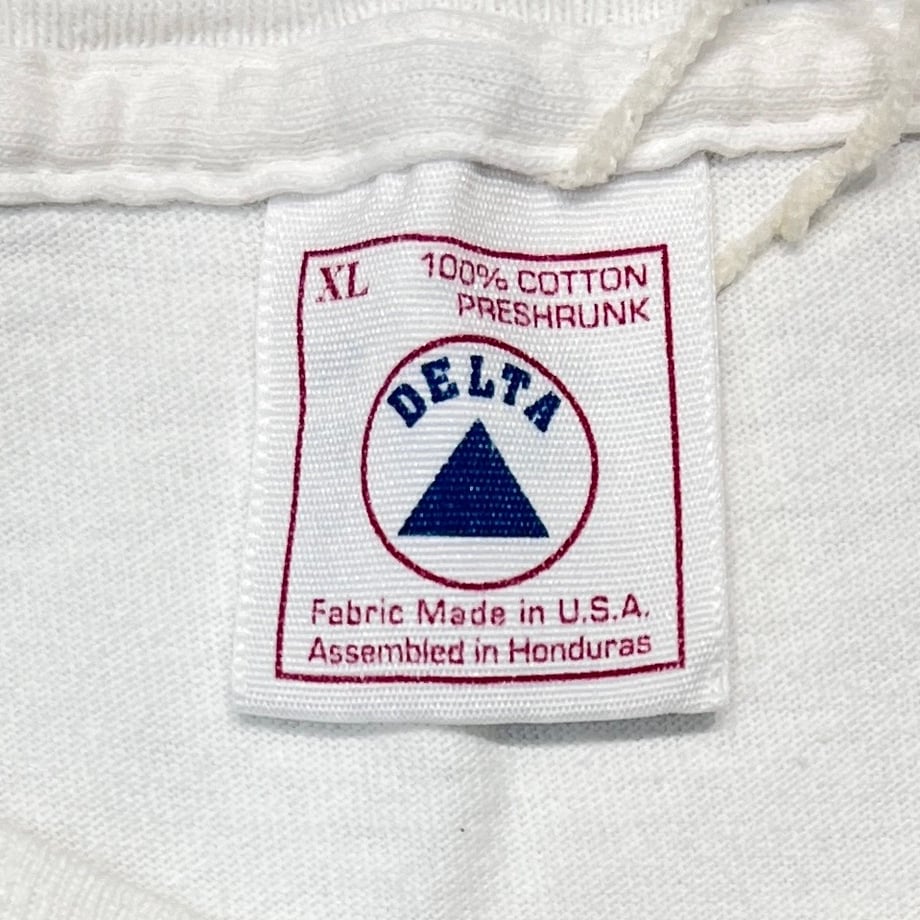 XL
100% COTTON
PRESHRUNK
DELTA
Fabric Made in U.S.A.
Assembled in Honduras